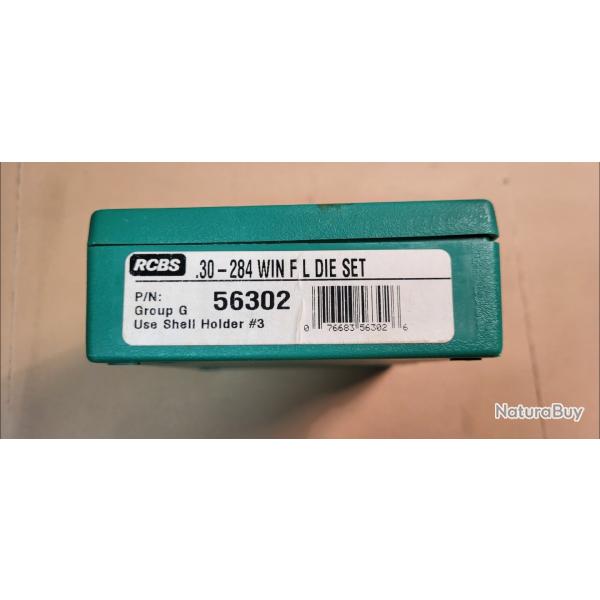 RCBS .30-284 WIN F L DIE SET
P/N: 56302
Group G
Use Shell Holder #3
0 76683 56302 6
NaturaBuy